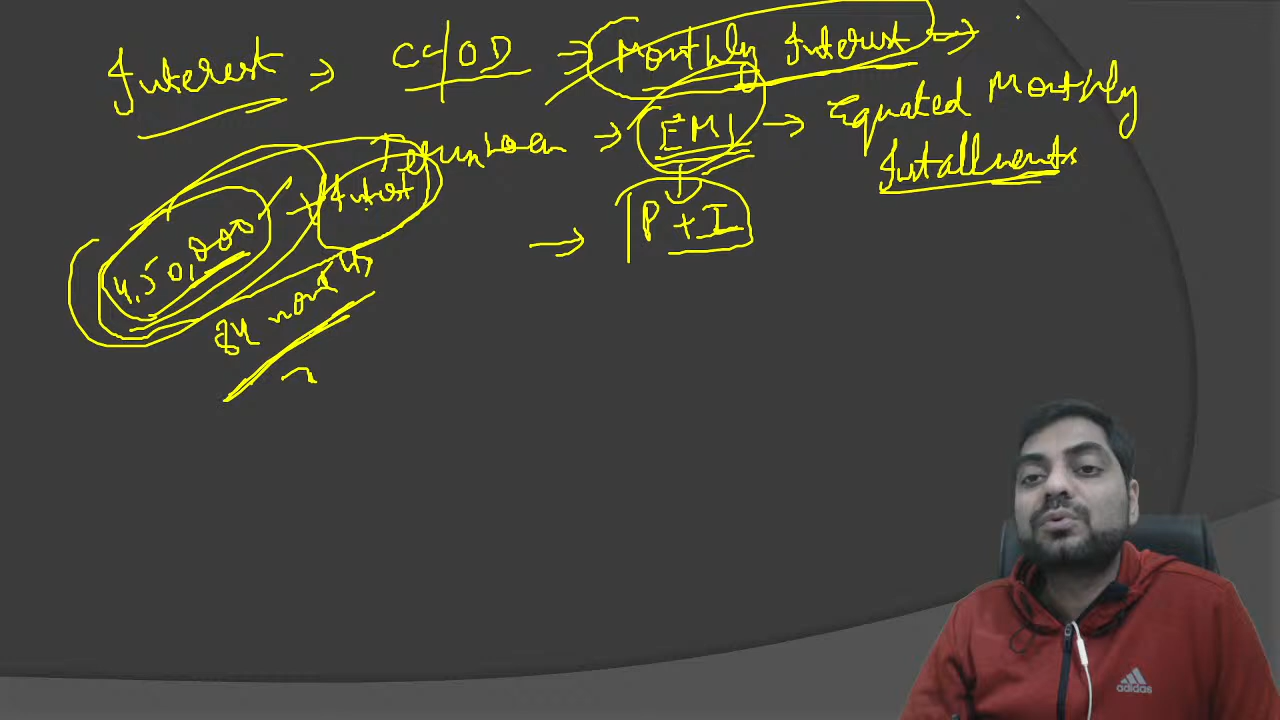 Interest → CC/OD ⇒ Monthly Interest →
Term Loan ⇒ EMI → Equated Monthly
Installments
P + I
4,50,000 + Interest
84 months
adidas